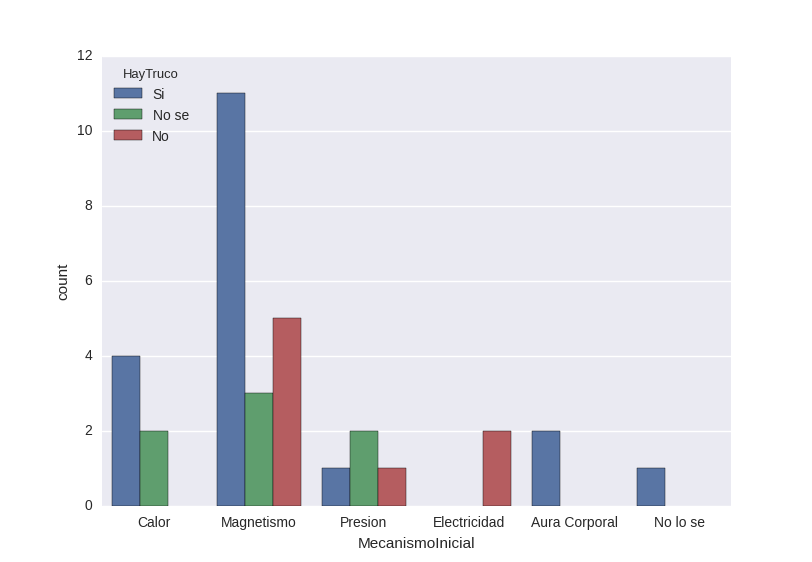 12
10
8
6
4
2
0
count
HayTruco
Si
No se
No
Calor
Magnetismo
Presion
Electricidad
Aura Corporal
No lo se
MecanismoInicial